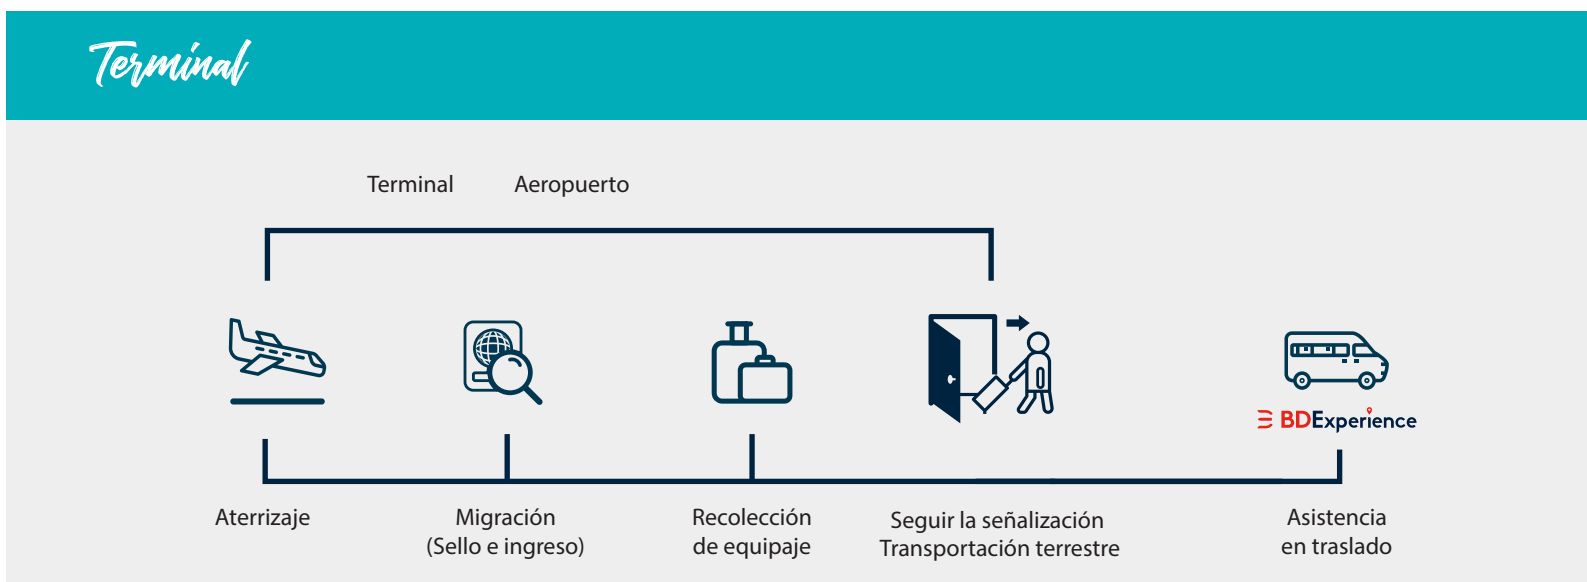 Terminal
Terminal Aeropuerto
BDExperience
Aterrizaje
Migración
(Sello e ingreso)
Recolección
de equipaje
Seguir la señalización
Transportación terrestre
Asistencia
en traslado